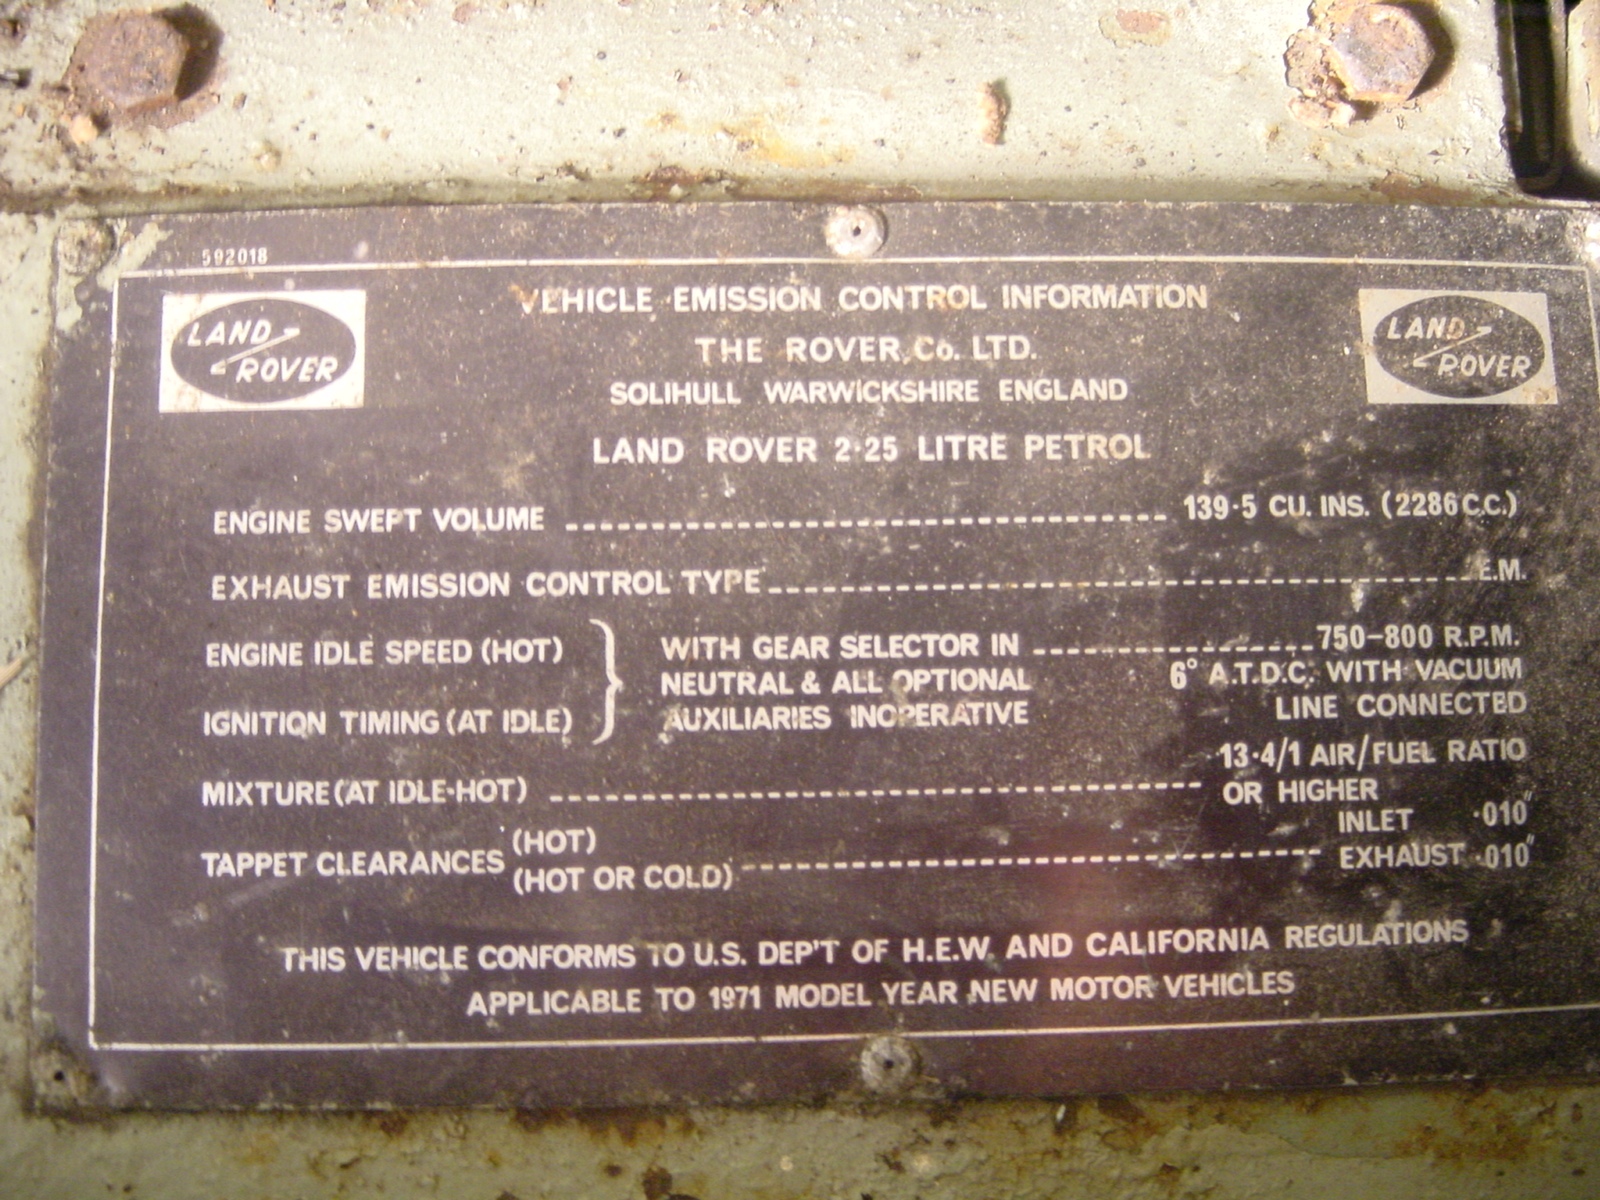 592018
LAND
ROVER
VEHICLE EMISSION CONTROL INFORMATION
LAND
ROVER
THE ROVER Co. LTD.
SOLIHULL WARWICKSHIRE ENGLAND
LAND ROVER 2·25 LITRE PETROL
ENGINE SWEPT VOLUME 139·5 CU. INS. (2286 C.C.)
EXHAUST EMISSION CONTROL TYPE E.M.
ENGINE IDLE SPEED (HOT)
IGNITION TIMING (AT IDLE)
WITH GEAR SELECTOR IN
NEUTRAL & ALL OPTIONAL
AUXILIARIES INOPERATIVE
750–800 R.P.M.
6° A.T.D.C. WITH VACUUM
LINE CONNECTED
MIXTURE (AT IDLE·HOT) 13·4/1 AIR/FUEL RATIO
OR HIGHER
TAPPET CLEARANCES (HOT) INLET ·010"
(HOT OR COLD) EXHAUST ·010"
THIS VEHICLE CONFORMS TO U.S. DEP'T OF H.E.W. AND CALIFORNIA REGULATIONS
APPLICABLE TO 1971 MODEL YEAR NEW MOTOR VEHICLES